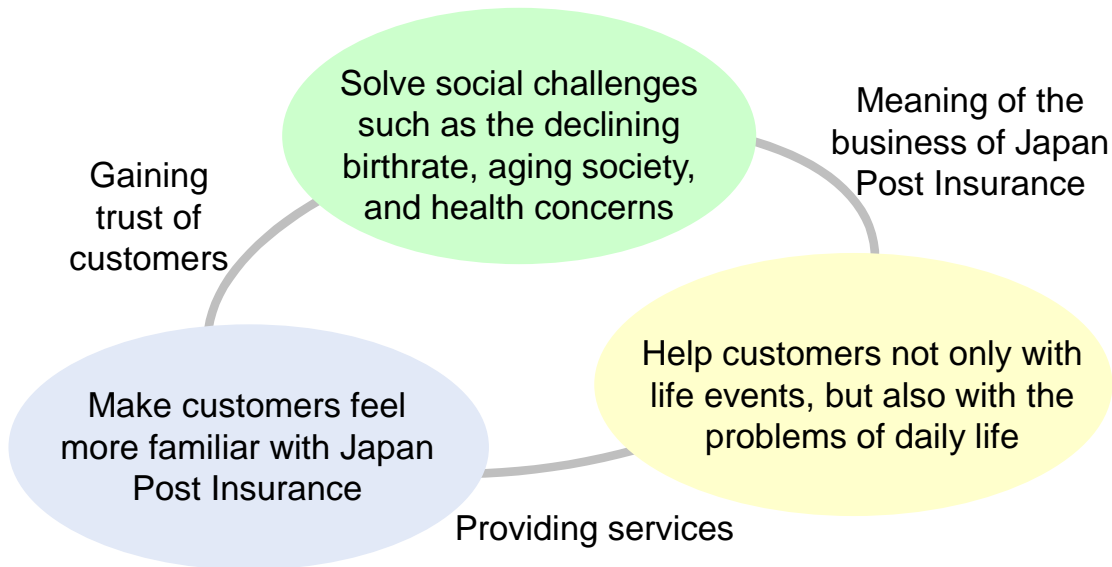 Solve social challenges
such as the declining
birthrate, aging society,
and health concerns
Meaning of the
business of Japan
Post Insurance
Gaining
trust of
customers
Help customers not only with
life events, but also with the
problems of daily life
Make customers feel
more familiar with Japan
Post Insurance
Providing services